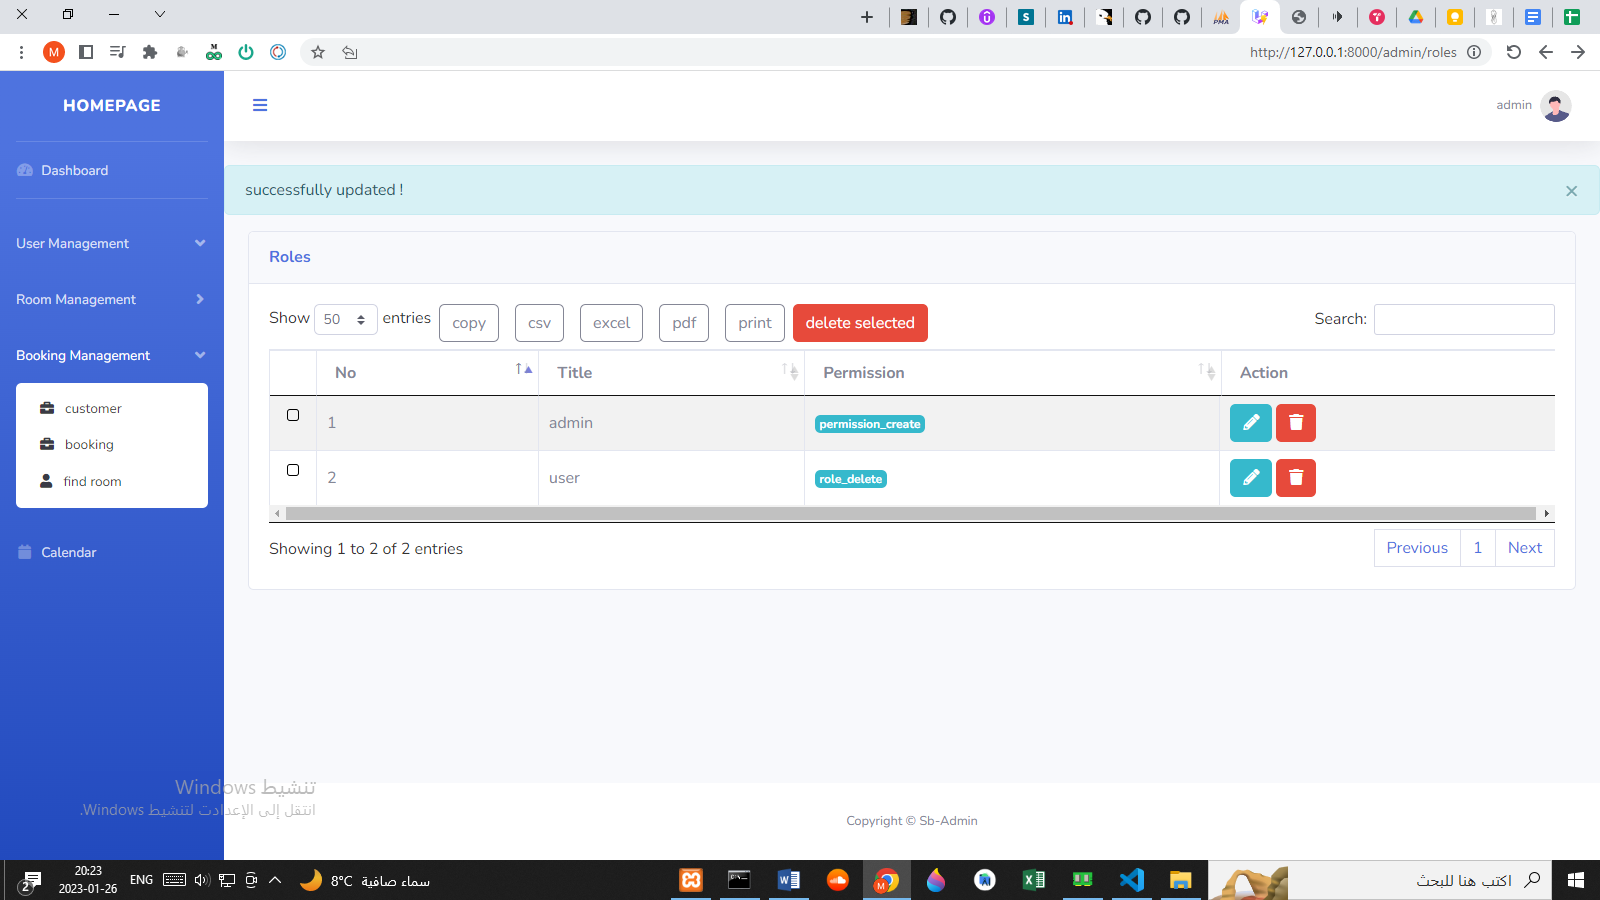 M
http://127.0.0.1:8000/admin/roles
HOMEPAGE
admin
Dashboard
successfully updated !
×
User Management
Room Management
Booking Management
customer
booking
find room
Calendar
Roles
Show 50 entries copy csv excel pdf print delete selected Search:
No Title Permission Action
1 admin permission_create
2 user role_delete
Showing 1 to 2 of 2 entries
Previous 1 Next
تنشيط Windows
انتقل إلى الإعدادت لتنشيط Windows.
Copyright © Sb-Admin
2
20:23
2023-01-26
ENG
8°C سماء صافية
اكتب هنا للبحث